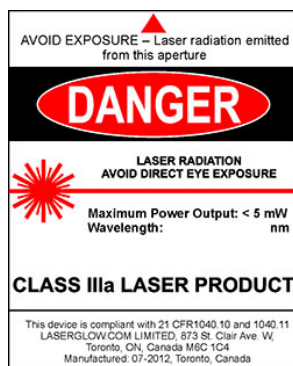 AVOID EXPOSURE – Laser radiation emitted
from this aperture
DANGER
LASER RADIATION
AVOID DIRECT EYE EXPOSURE
Maximum Power Output: < 5 mW
Wavelength: nm
CLASS IIIa LASER PRODUCT
This device is compliant with 21 CFR1040.10 and 1040.11
LASERGLOW.COM LIMITED, 873 St. Clair Ave. W,
Toronto, ON, Canada M6C 1C4
Manufactured: 07-2012, Toronto, Canada